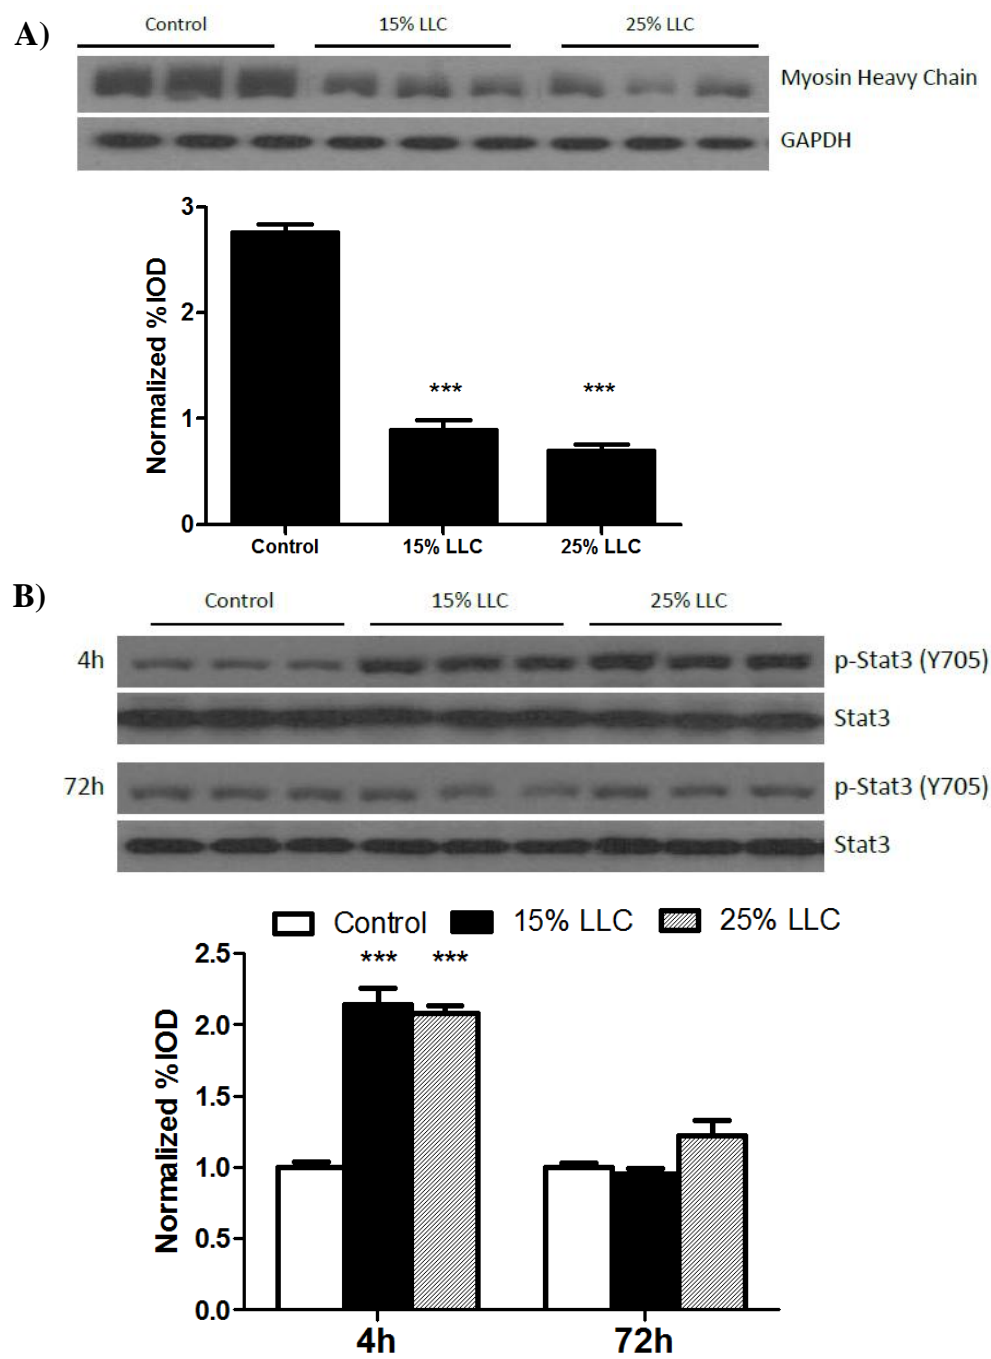 A)
Control 15% LLC 25% LLC
Myosin Heavy Chain
GAPDH
Normalized %IOD
3
2
1
0
*** ***
Control 15% LLC 25% LLC
B)
Control 15% LLC 25% LLC
4h p-Stat3 (Y705)
Stat3
72h p-Stat3 (Y705)
Stat3
Control 15% LLC 25% LLC
Normalized %IOD
2.5
2.0
1.5
1.0
0.5
0.0
*** ***
4h 72h